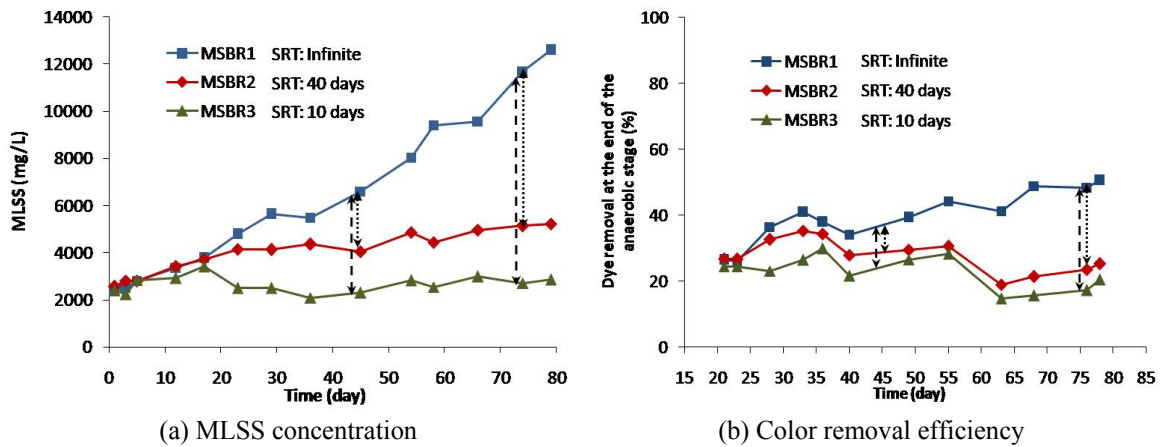 14000
12000
10000
8000
6000
4000
2000
0
MLSS (mg/L)
MSBR1 SRT: Infinite
MSBR2 SRT: 40 days
MSBR3 SRT: 10 days
0 10 20 30 40 50 60 70 80
Time (day)
(a) MLSS concentration
100
80
60
40
20
0
Dye removal at the end of the
anaerobic stage (%)
MSBR1 SRT: Infinite
MSBR2 SRT: 40 days
MSBR3 SRT: 10 days
15 20 25 30 35 40 45 50 55 60 65 70 75 80 85
Time (day)
(b) Color removal efficiency